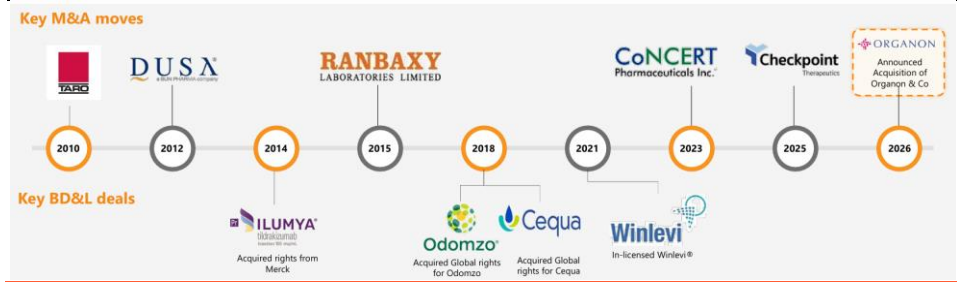 Key M&A moves
TARO
DUSA
a SUN PHARMA company
RANBAXY
LABORATORIES LIMITED
CoNCERT
Pharmaceuticals Inc.
Checkpoint
Therapeutics
ORGANON
Announced
Acquisition of
Organon & Co
2010
2012
2014
2015
2018
2021
2023
2025
2026
Key BD&L deals
ILUMYA
tildrakizumab
Acquired rights from
Merck
Odomzo
Acquired Global rights
for Odomzo
Cequa
Acquired Global
rights for Cequa
Winlevi
In-licensed Winlevi®